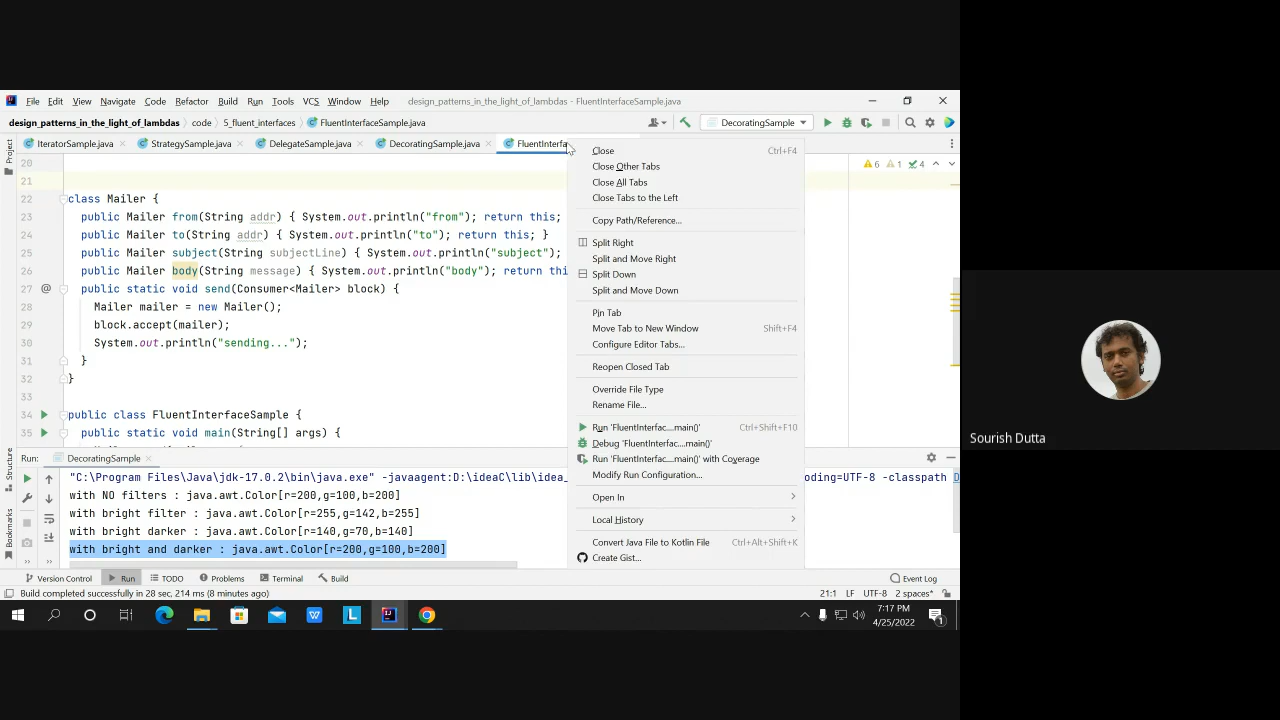 File Edit View Navigate Code Refactor Build Run Tools VCS Window Help design_patterns_in_the_light_of_lambdas - FluentInterfaceSample.java
design_patterns_in_the_light_of_lambdas code 5_fluent_interfaces FluentInterfaceSample.java DecoratingSample
IteratorSample.java StrategySample.java DelegateSample.java DecoratingSample.java FluentInterfa
Project
20
6 1 4
21
22 class Mailer {
23 public Mailer from(String addr) { System.out.println("from"); return this;
24 public Mailer to(String addr) { System.out.println("to"); return this; }
25 public Mailer subject(String subjectLine) { System.out.println("subject");
26 public Mailer body(String message) { System.out.println("body"); return thi
27 @ public static void send(Consumer<Mailer> block) {
28 Mailer mailer = new Mailer();
29 block.accept(mailer);
30 System.out.println("sending...");
31 }
32 }
33
34 public class FluentInterfaceSample {
35 public static void main(String[] args) {
Close Ctrl+F4
Close Other Tabs
Close All Tabs
Close Tabs to the Left
Copy Path/Reference...
Split Right
Split and Move Right
Split Down
Split and Move Down
Pin Tab
Move Tab to New Window Shift+F4
Configure Editor Tabs...
Reopen Closed Tab
Override File Type
Rename File...
Run 'FluentInterfac....main()' Ctrl+Shift+F10
Debug 'FluentInterfac....main()'
Run 'FluentInterfac....main()' with Coverage
Modify Run Configuration...
Open In
Local History
Convert Java File to Kotlin File Ctrl+Alt+Shift+K
Create Gist...
Structure
Bookmarks
Run: DecoratingSample
"C:\Program Files\Java\jdk-17.0.2\bin\java.exe" -javaagent:D:\ideaC\lib\idea_ oding=UTF-8 -classpath D
with NO filters : java.awt.Color[r=200,g=100,b=200]
with bright filter : java.awt.Color[r=255,g=142,b=255]
with bright darker : java.awt.Color[r=140,g=70,b=140]
with bright and darker : java.awt.Color[r=200,g=100,b=200]
Version Control Run TODO Problems Terminal Build Event Log
Build completed successfully in 28 sec, 214 ms (8 minutes ago) 21:1 LF UTF-8 2 spaces*
7:17 PM
4/25/2022
1
Sourish Dutta